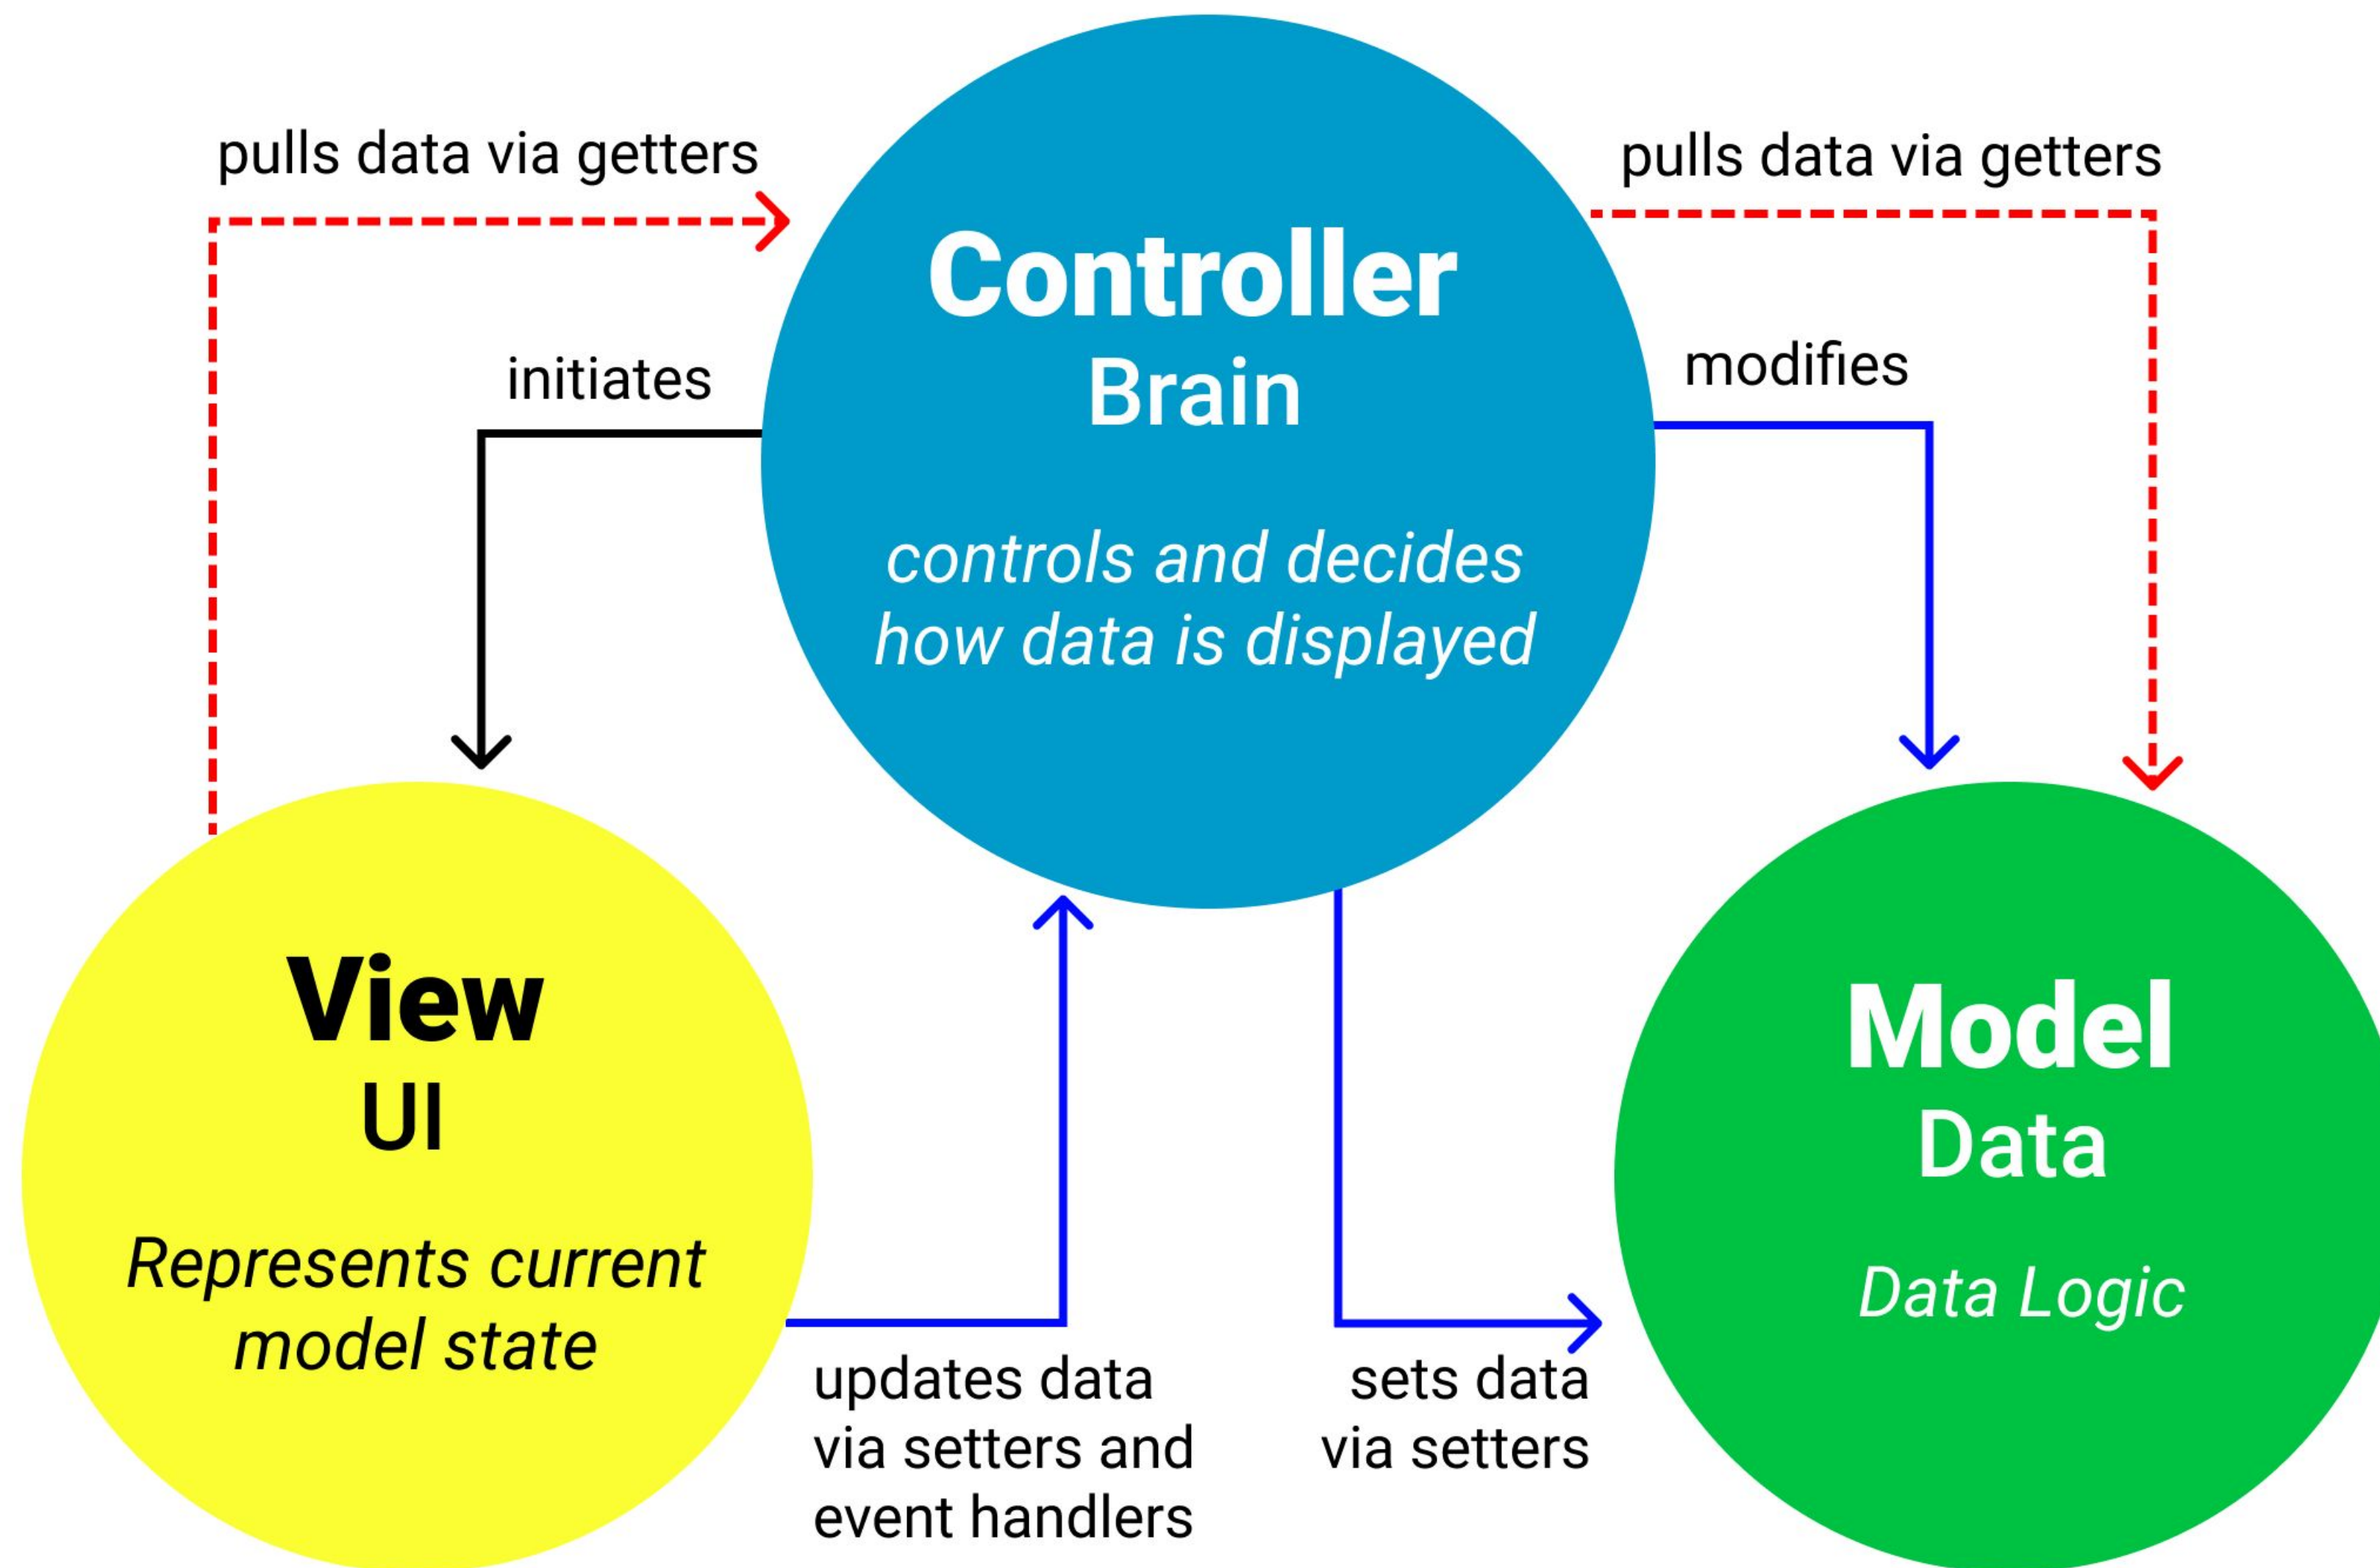 pulls data via getters
pulls data via getters
Controller
Brain
initiates
modifies
controls and decides
how data is displayed
View
UI
Represents current
model state
Model
Data
Data Logic
updates data
via setters and
event handlers
sets data
via setters